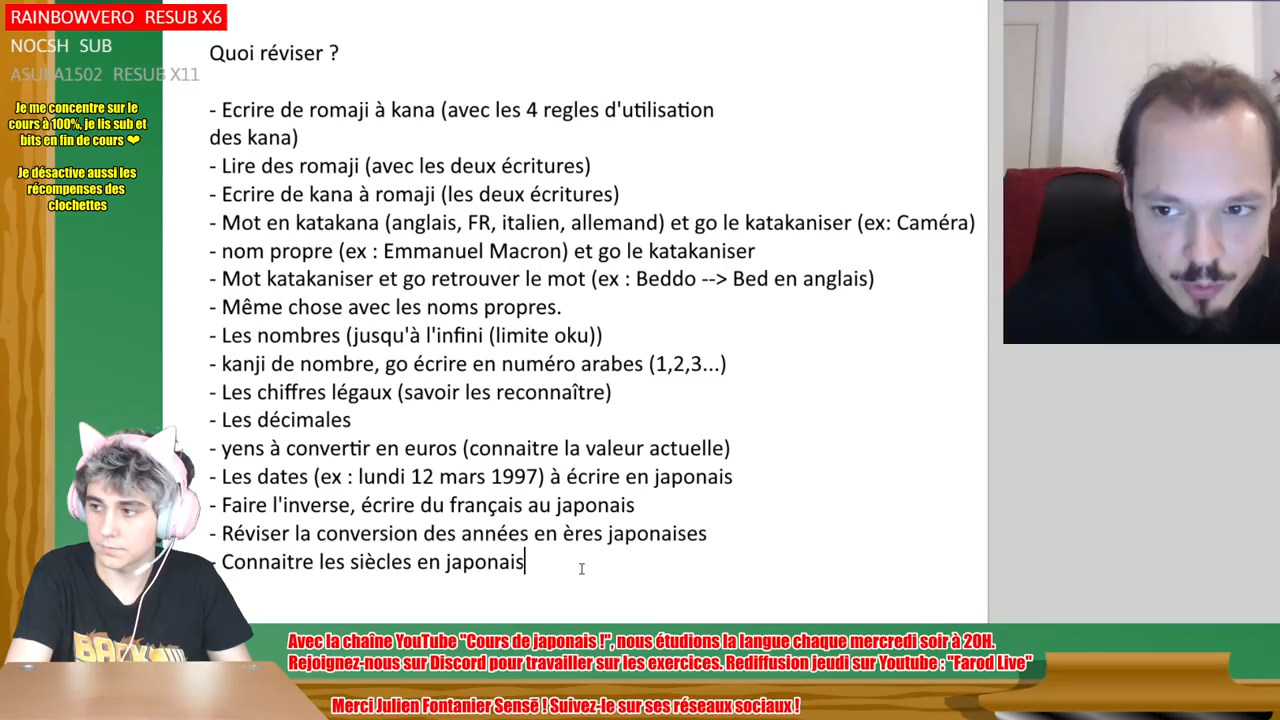 RAINBOWVERO RESUB X6
NOCSH SUB
ASUNA1502 RESUB X11
Je me concentre sur le
cours à 100%, je lis sub et
bits en fin de cours ❤
Je désactive aussi les
récompenses des
clochettes
Quoi réviser ?
- Ecrire de romaji à kana (avec les 4 regles d'utilisation
des kana)
- Lire des romaji (avec les deux écritures)
- Ecrire de kana à romaji (les deux écritures)
- Mot en katakana (anglais, FR, italien, allemand) et go le katakaniser (ex: Caméra)
- nom propre (ex : Emmanuel Macron) et go le katakaniser
- Mot katakaniser et go retrouver le mot (ex : Beddo --> Bed en anglais)
- Même chose avec les noms propres.
- Les nombres (jusqu'à l'infini (limite oku))
- kanji de nombre, go écrire en numéro arabes (1,2,3...)
- Les chiffres légaux (savoir les reconnaître)
- Les décimales
- yens à convertir en euros (connaitre la valeur actuelle)
- Les dates (ex : lundi 12 mars 1997) à écrire en japonais
- Faire l'inverse, écrire du français au japonais
- Réviser la conversion des années en ères japonaises
- Connaitre les siècles en japonais
Avec la chaîne YouTube "Cours de japonais !", nous étudions la langue chaque mercredi soir à 20H.
Rejoignez-nous sur Discord pour travailler sur les exercices. Rediffusion jeudi sur Youtube : "Farod Live"
Merci Julien Fontanier Sensē ! Suivez-le sur ses réseaux sociaux !